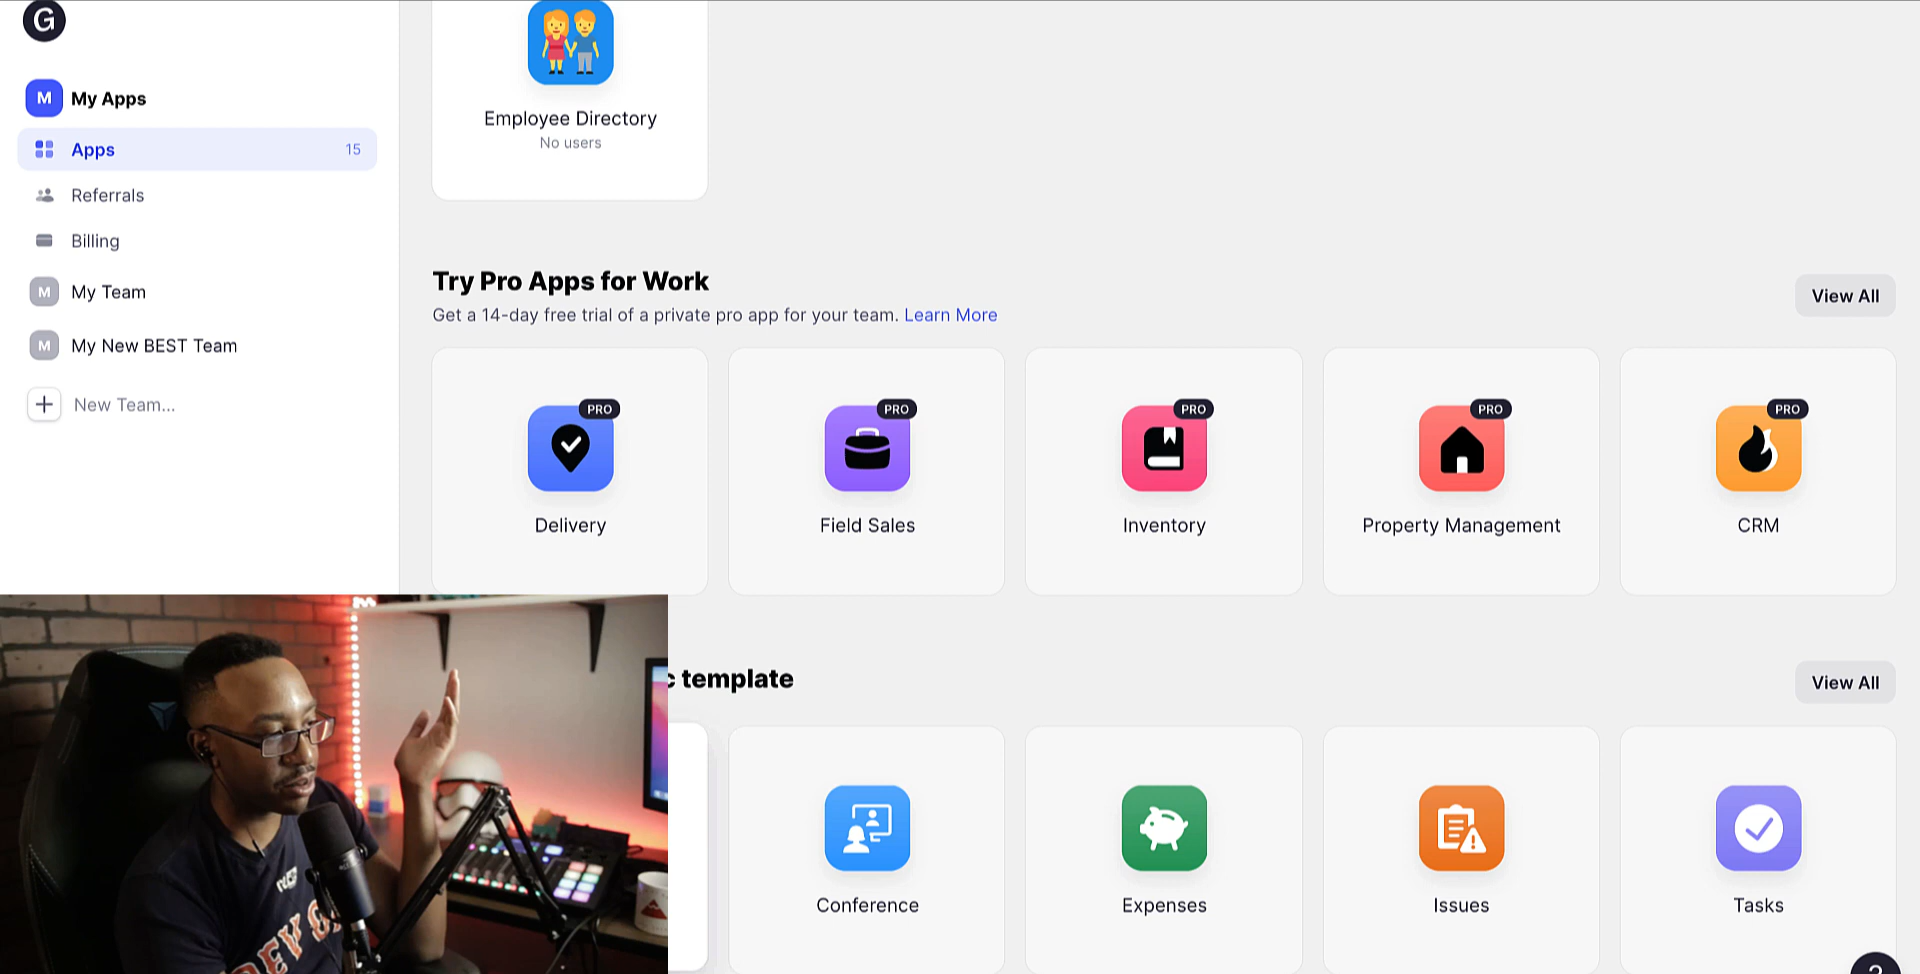 G
M My Apps
Apps 15
Referrals
Billing
M My Team
M My New BEST Team
New Team...
Employee Directory
No users
Try Pro Apps for Work
Get a 14-day free trial of a private pro app for your team. Learn More
View All
PRO
Delivery
PRO
Field Sales
PRO
Inventory
PRO
Property Management
PRO
CRM
c template
View All
Conference
Expenses
Issues
Tasks
?